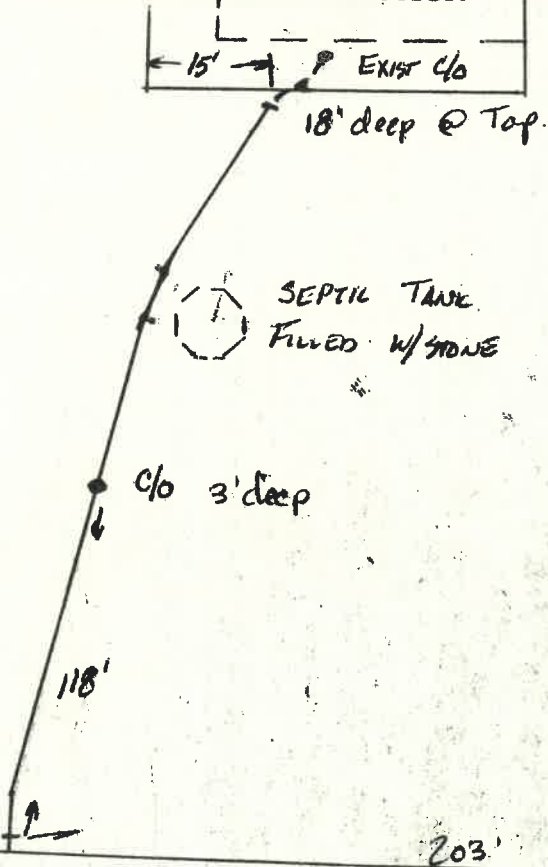 15'
EXIST C/O
18" deep @ Top.
SEPTIC TANK
FILLED W/STONE
C/O 3' deep
118'
203'